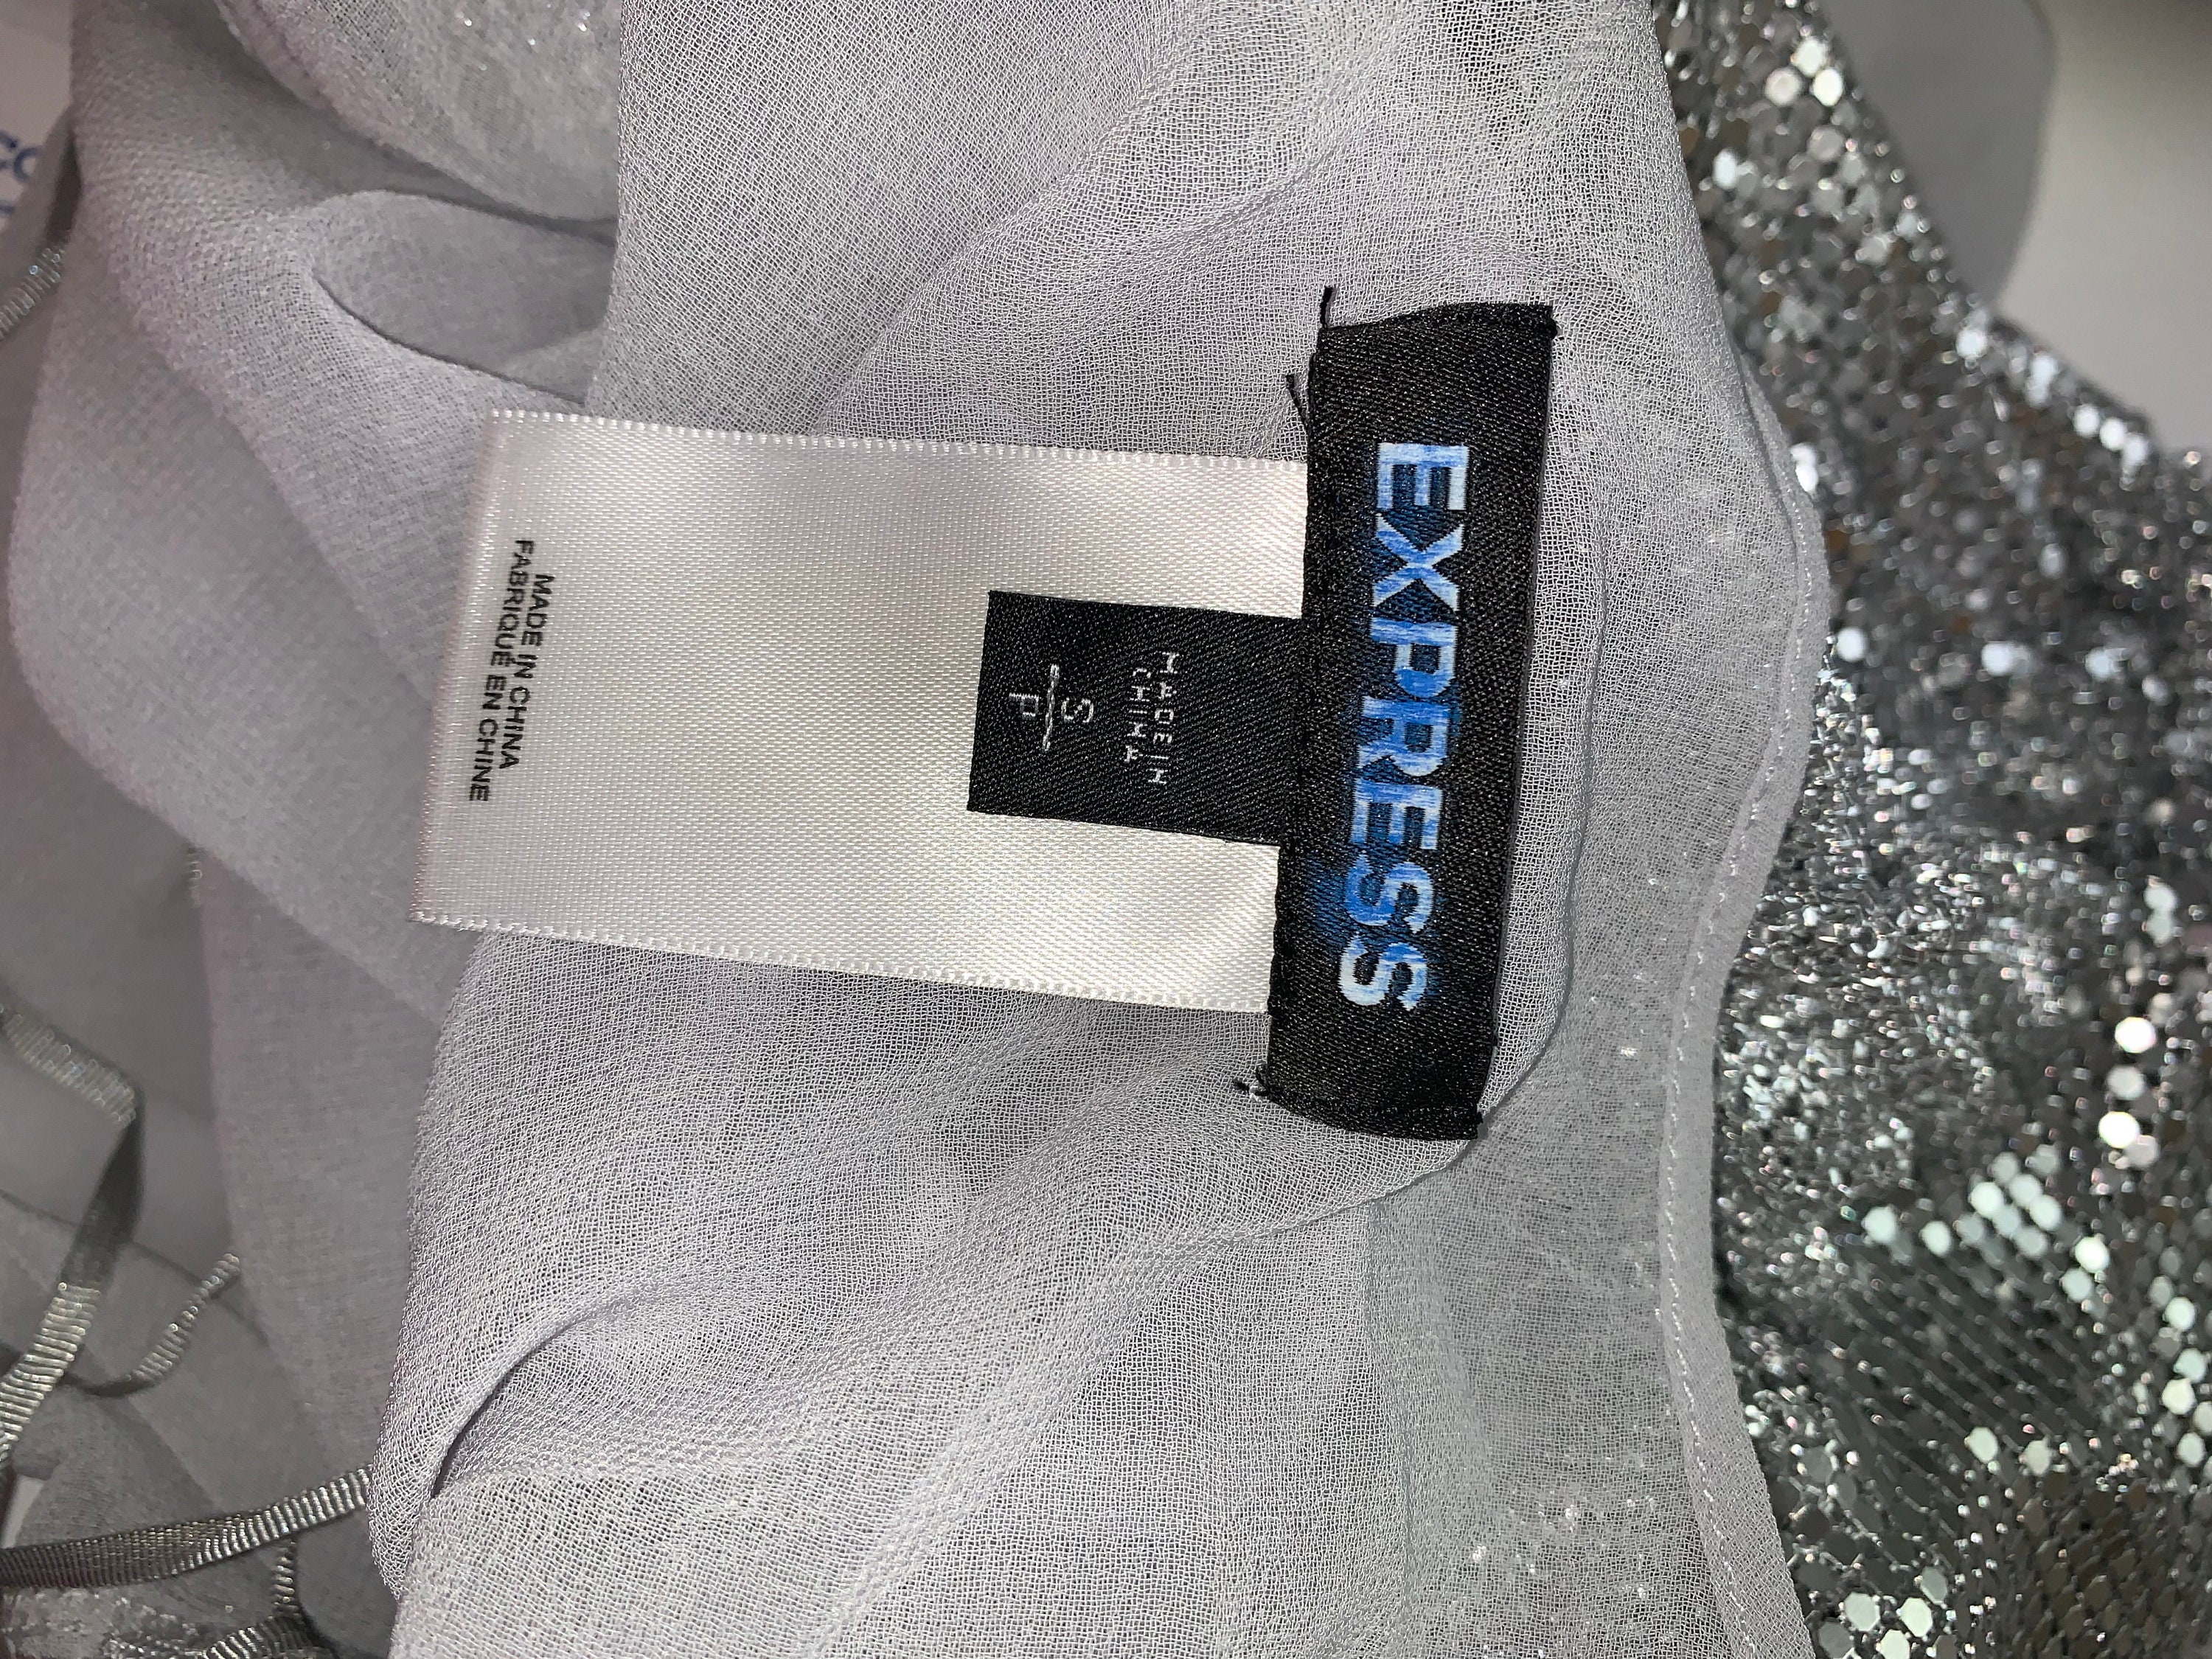 EXPRESS
MADE IN
CHINA
S
P
MADE IN CHINA
FABRIQUÉ EN CHINE